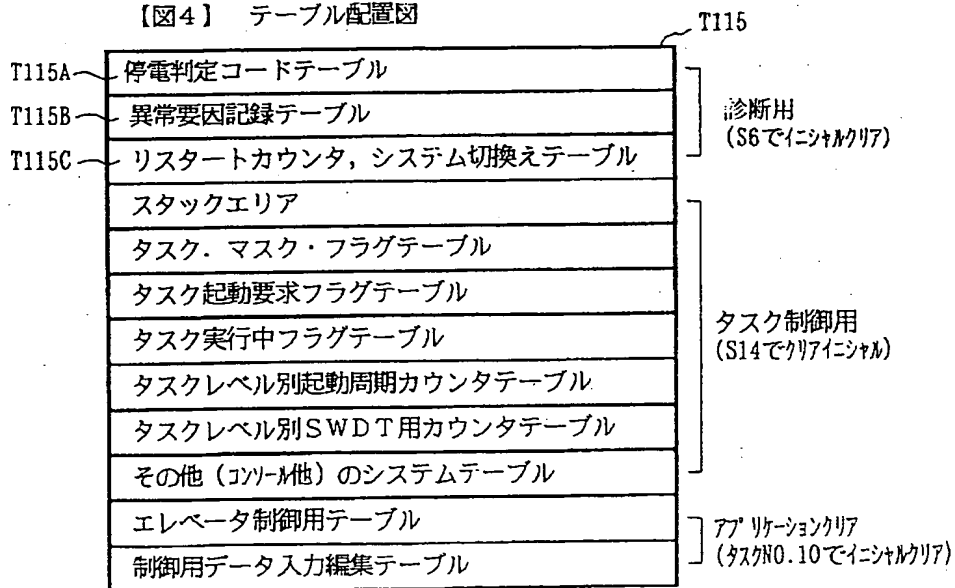 【図4】 テーブル配置図
T115
T115A 停電判定コードテーブル
T115B 異常要因記録テーブル
T115C リスタートカウンタ, システム切換えテーブル
診断用
(S6でイニシャルクリア)
スタックエリア
タスク. マスク・フラグテーブル
タスク起動要求フラグテーブル
タスク実行中フラグテーブル
タスクレベル別起動周期カウンタテーブル
タスクレベル別SWDT用カウンタテーブル
その他 (コンソール他) のシステムテーブル
タスク制御用
(S14でクリアイニシャル)
エレベータ制御用テーブル
制御用データ入力編集テーブル
アプリケーションクリア
(タスクNO.10でイニシャルクリア)